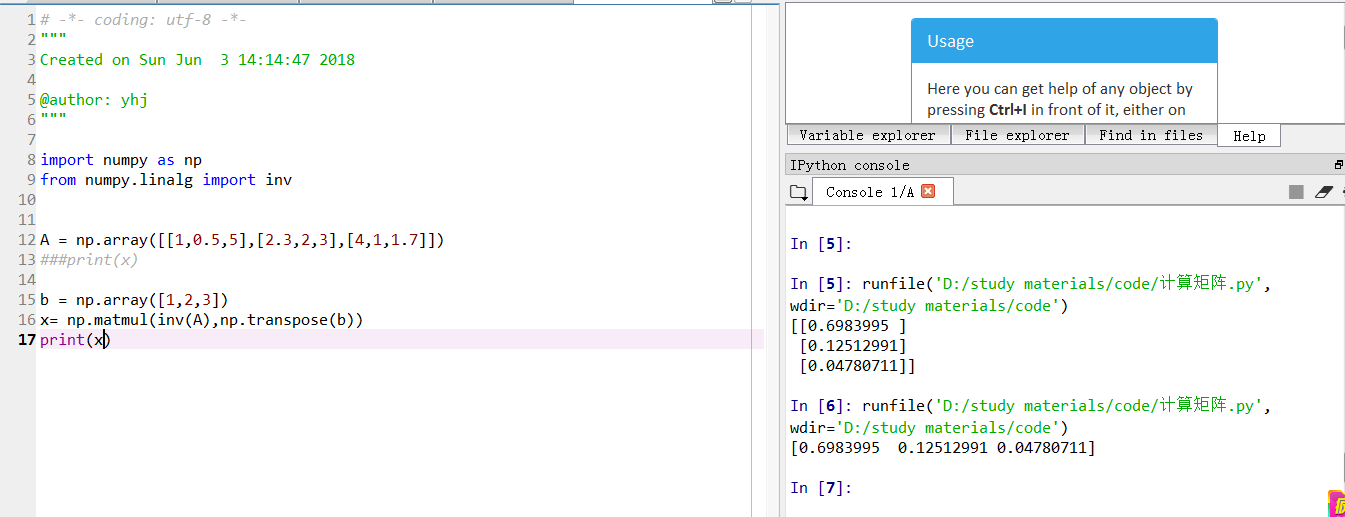 1 # -*- coding: utf-8 -*-
2 """
3 Created on Sun Jun  3 14:14:47 2018
4
5 @author: yhj
6 """
7
8 import numpy as np
9 from numpy.linalg import inv
10
11
12 A = np.array([[1,0.5,5],[2.3,2,3],[4,1,1.7]])
13 ###print(x)
14
15 b = np.array([1,2,3])
16 x= np.matmul(inv(A),np.transpose(b))
17 print(x)
Usage
Here you can get help of any object by
pressing Ctrl+I in front of it, either on
Variable explorer File explorer Find in files Help
IPython console
Console 1/A
In [5]:
In [5]: runfile('D:/study materials/code/计算矩阵.py',
wdir='D:/study materials/code')
[[0.6983995 ]
 [0.12512991]
 [0.04780711]]
In [6]: runfile('D:/study materials/code/计算矩阵.py',
wdir='D:/study materials/code')
[0.6983995  0.12512991 0.04780711]
In [7]: